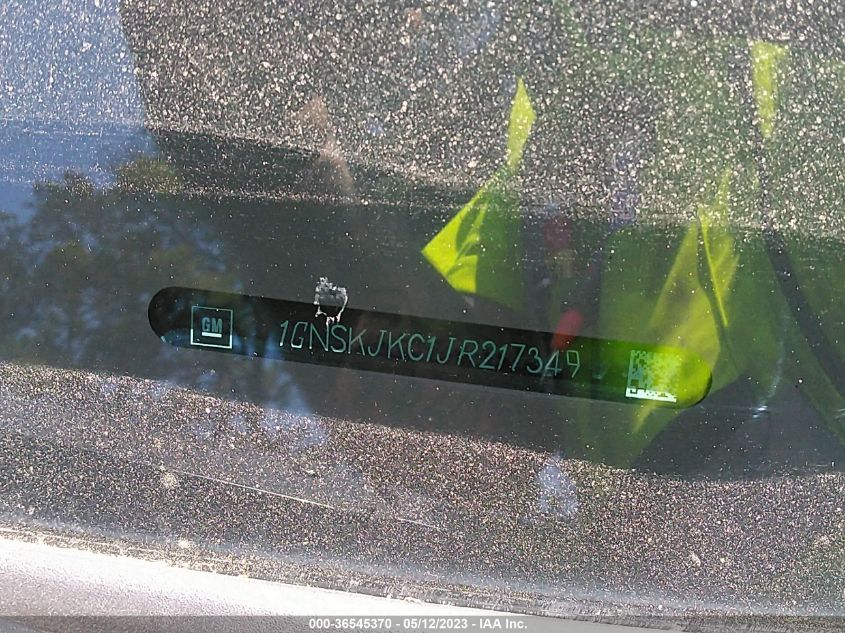 GM
1GNSKJKC1JR217349
000-36545370 - 05/12/2023 - IAA Inc.